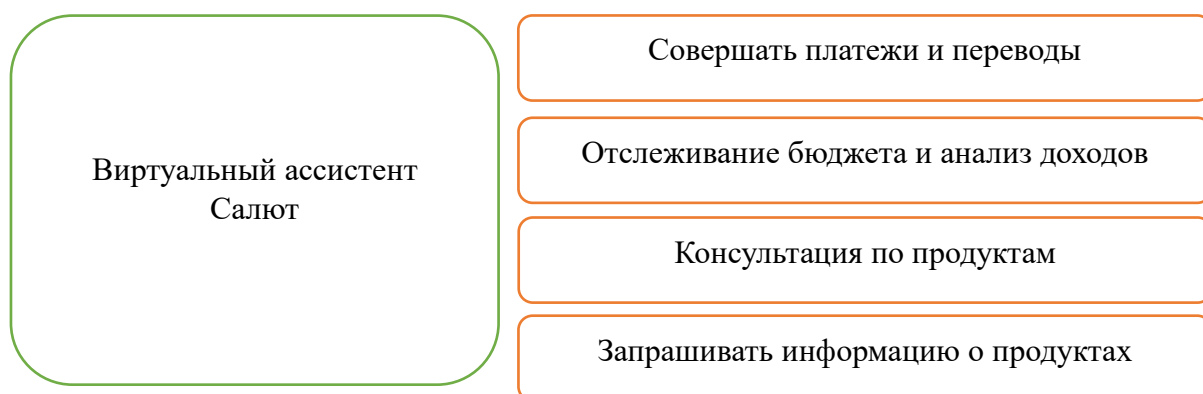 Виртуальный ассистент
Салют
Совершать платежи и переводы
Отслеживание бюджета и анализ доходов
Консультация по продуктам
Запрашивать информацию о продуктах